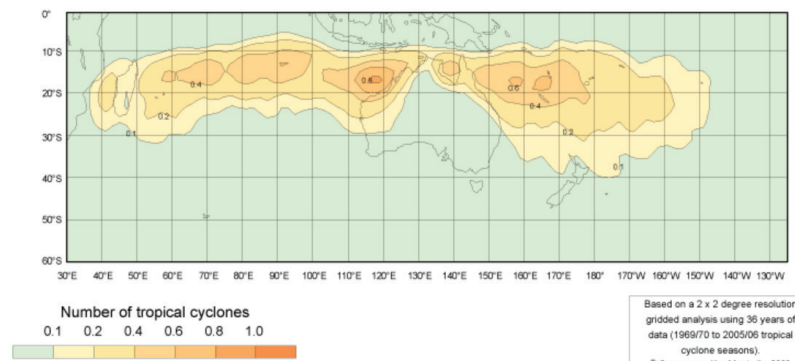 0°
10°S
20°S
30°S
40°S
50°S
60°S
0.1
0.2
0.4
0.6
0.4
0.2
0.1
30°E 40°E 50°E 60°E 70°E 80°E 90°E 100°E 110°E 120°E 130°E 140°E 150°E 160°E 170°E 180° 170°W 160°W 150°W 140°W 130°W
Number of tropical cyclones
0.1 0.2 0.4 0.6 0.8 1.0
Based on a 2 x 2 degree resolution
gridded analysis using 36 years of
data (1969/70 to 2005/06 tropical
cyclone seasons).